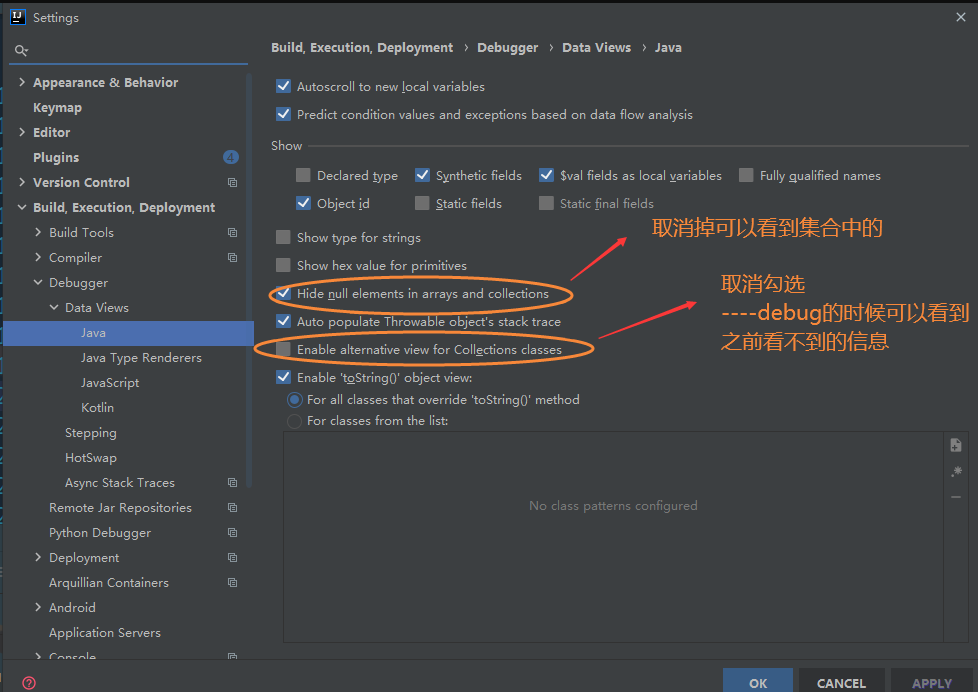 Settings
Appearance & Behavior
Keymap
Editor
Plugins
4
Version Control
Build, Execution, Deployment
Build Tools
Compiler
Debugger
Data Views
Java
Java Type Renderers
JavaScript
Kotlin
Stepping
HotSwap
Async Stack Traces
Remote Jar Repositories
Python Debugger
Deployment
Arquillian Containers
Android
Application Servers
Console
Build, Execution, Deployment › Debugger › Data Views › Java
Autoscroll to new local variables
Predict condition values and exceptions based on data flow analysis
Show
Declared type Synthetic fields $val fields as local variables Fully qualified names
Object id Static fields Static final fields
Show type for strings
Show hex value for primitives
Hide null elements in arrays and collections
Auto populate Throwable object's stack trace
Enable alternative view for Collections classes
Enable 'toString()' object view:
For all classes that override 'toString()' method
For classes from the list:
No class patterns configured
取消掉可以看到集合中的
取消勾选
----debug的时候可以看到
之前看不到的信息
OK CANCEL APPLY